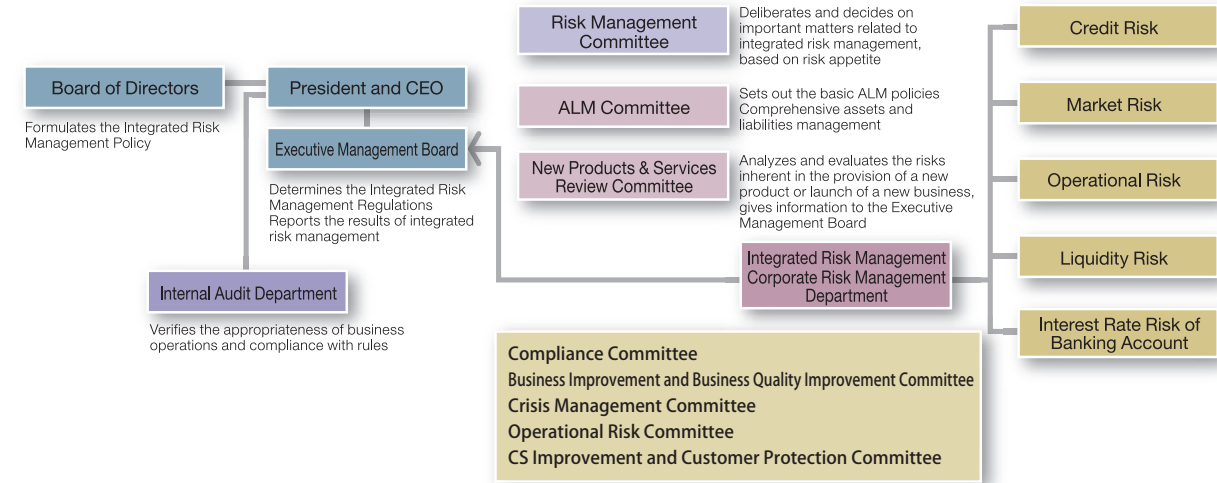 Board of Directors
Formulates the Integrated Risk
Management Policy
President and CEO
Executive Management Board
Determines the Integrated Risk
Management Regulations
Reports the results of integrated
risk management
Internal Audit Department
Verifies the appropriateness of business
operations and compliance with rules
Risk Management
Committee
Deliberates and decides on
important matters related to
integrated risk management,
based on risk appetite
ALM Committee
Sets out the basic ALM policies
Comprehensive assets and
liabilities management
New Products & Services
Review Committee
Analyzes and evaluates the risks
inherent in the provision of a new
product or launch of a new business,
gives information to the Executive
Management Board
Integrated Risk Management
Corporate Risk Management
Department
Credit Risk
Market Risk
Operational Risk
Liquidity Risk
Interest Rate Risk of
Banking Account
Compliance Committee
Business Improvement and Business Quality Improvement Committee
Crisis Management Committee
Operational Risk Committee
CS Improvement and Customer Protection Committee